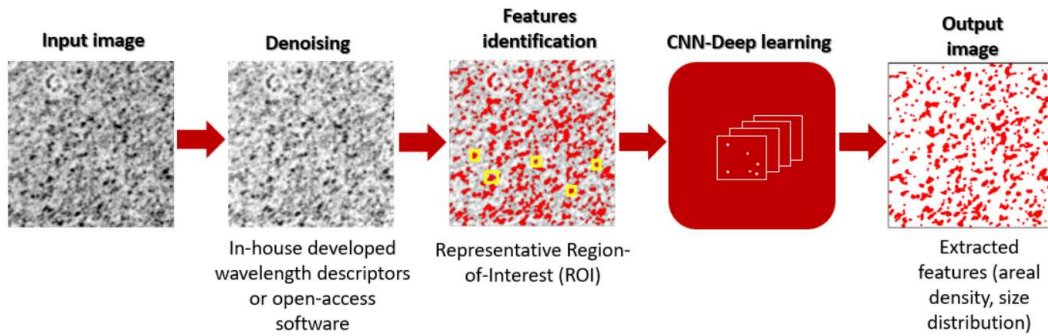 Input image
Denoising
In-house developed
wavelength descriptors
or open-access
software
Features
identification
Representative Region-
of-Interest (ROI)
CNN-Deep learning
Output
image
Extracted
features (areal
density, size
distribution)